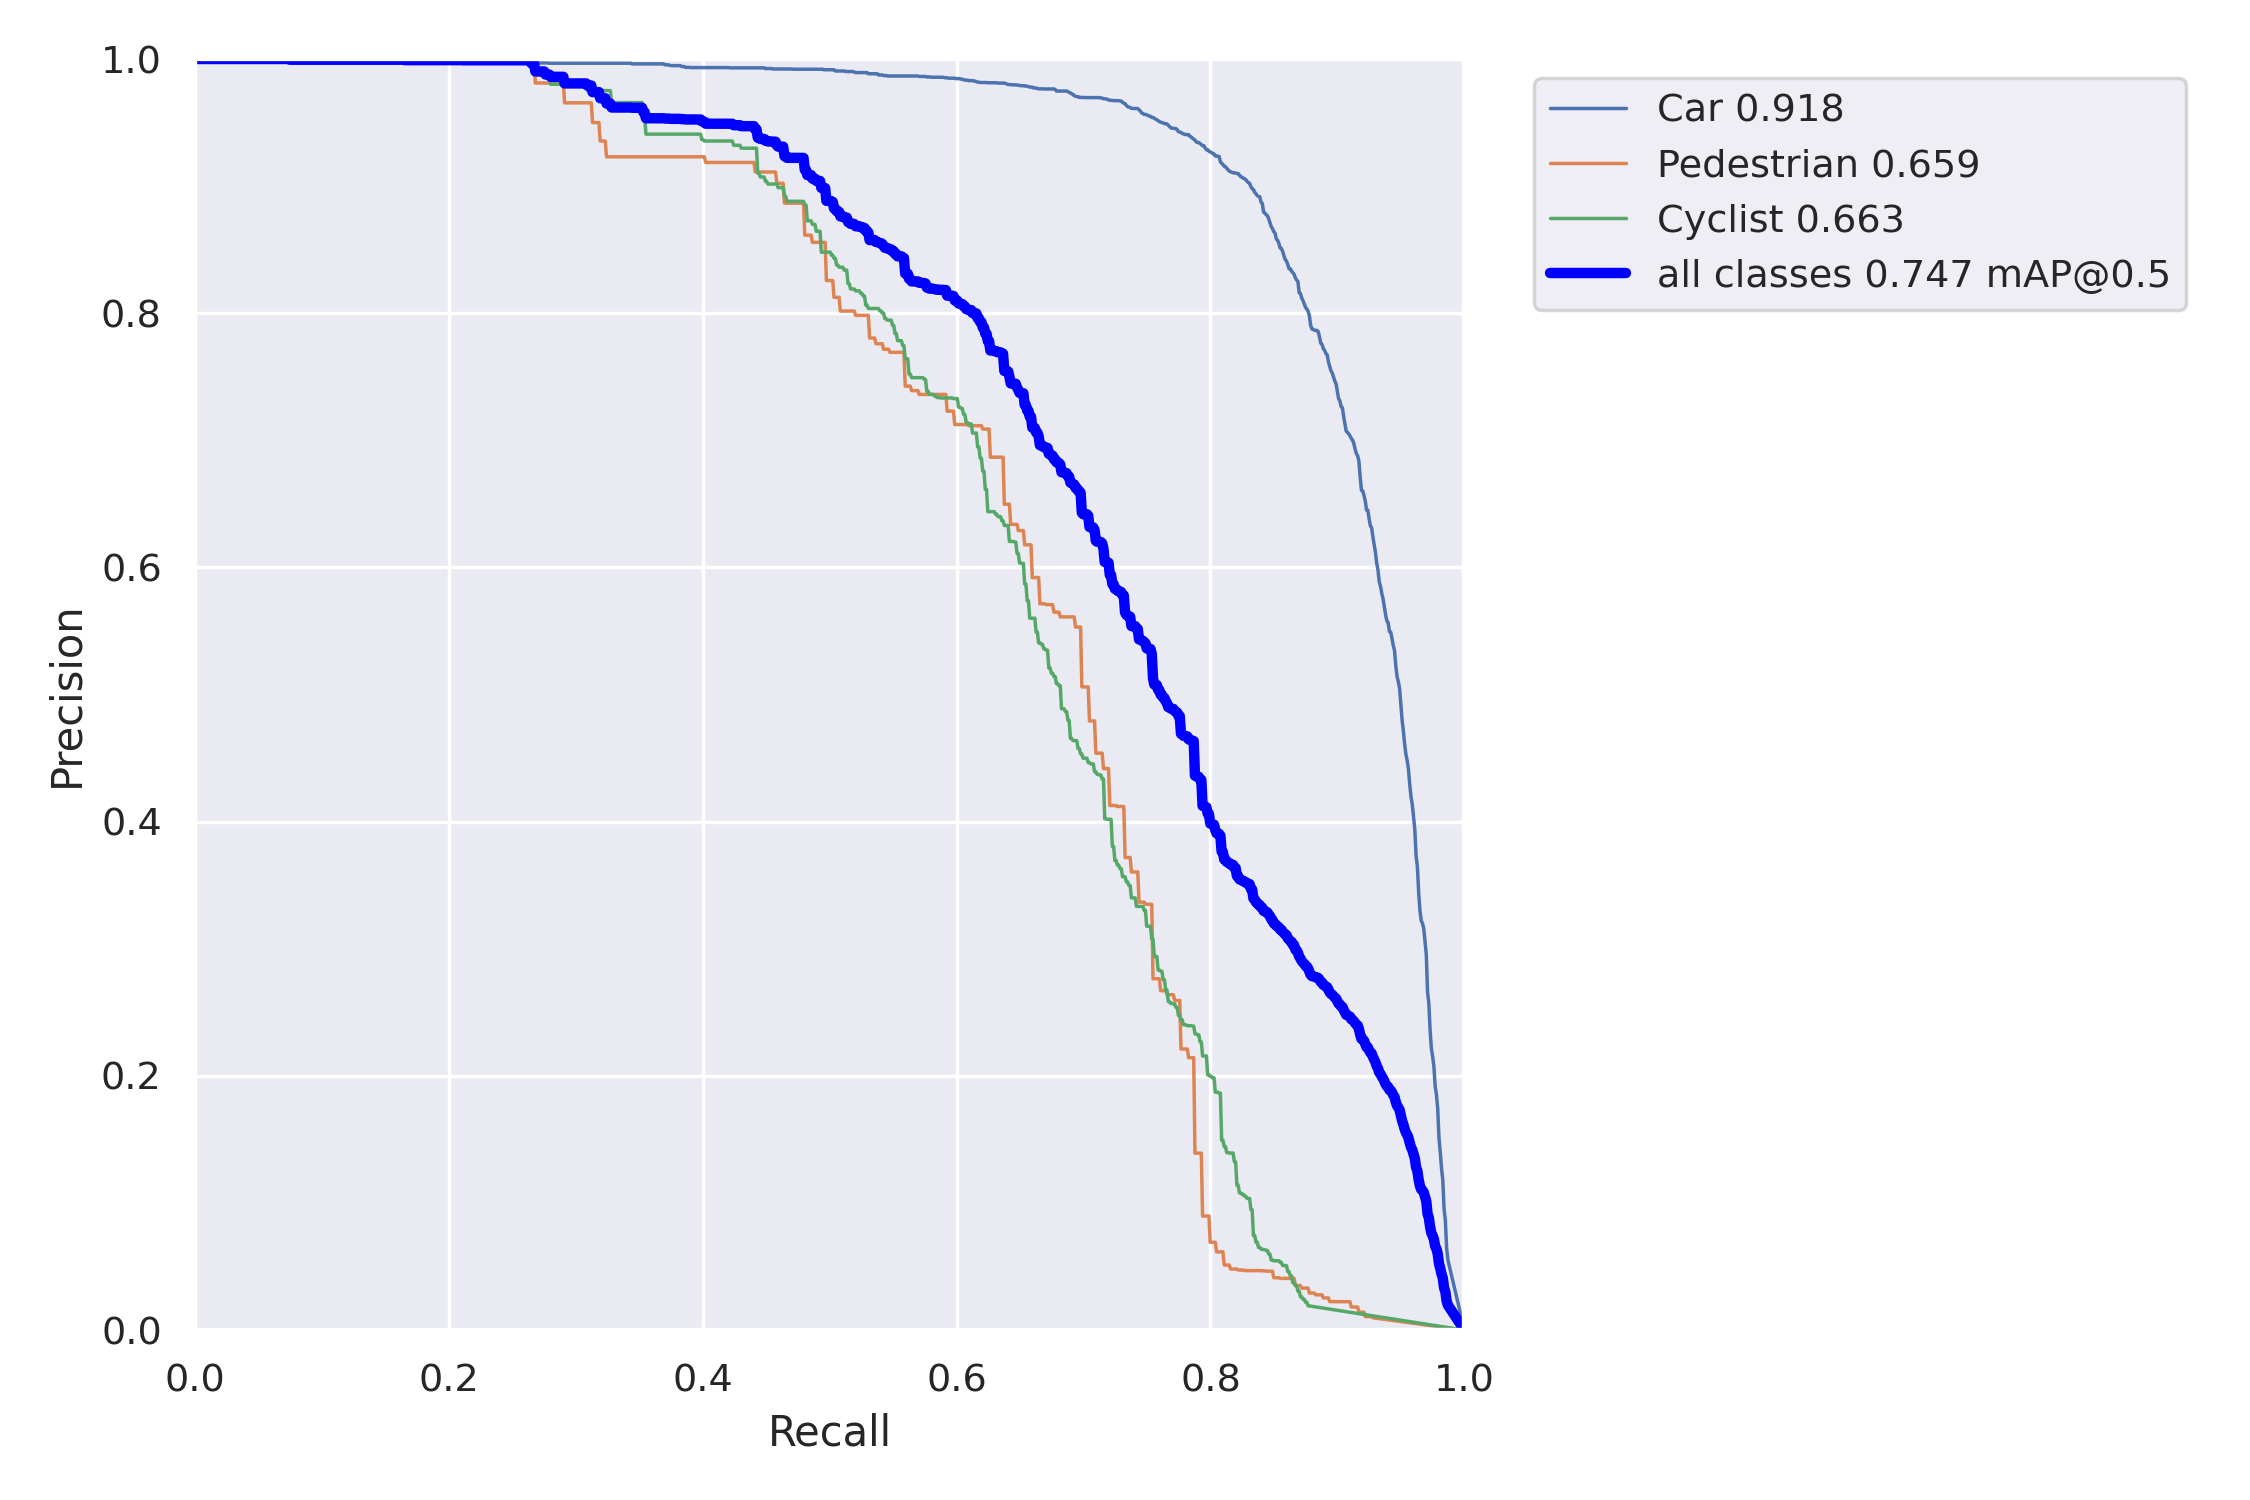 1.0
0.8
0.6
0.4
0.2
0.0
Precision
0.0 0.2 0.4 0.6 0.8 1.0
Recall
Car 0.918
Pedestrian 0.659
Cyclist 0.663
all classes 0.747 mAP@0.5